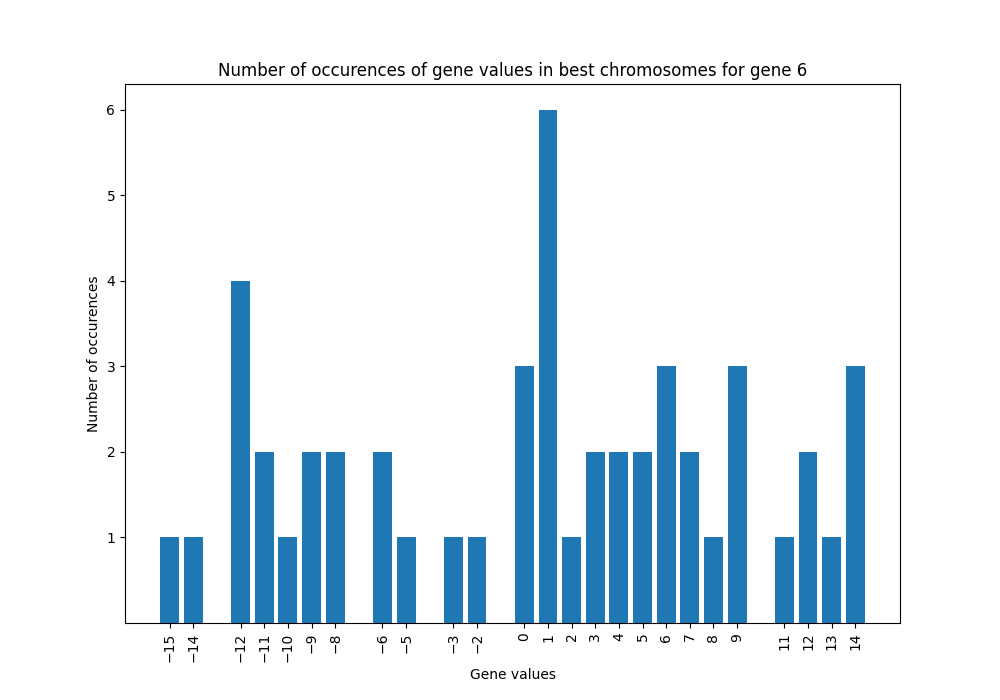 Number of occurences of gene values in best chromosomes for gene 6
Number of occurences
6
5
4
3
2
1
−15 −14 −12 −11 −10 −9 −8 −6 −5 −3 −2 0 1 2 3 4 5 6 7 8 9 11 12 13 14
Gene values